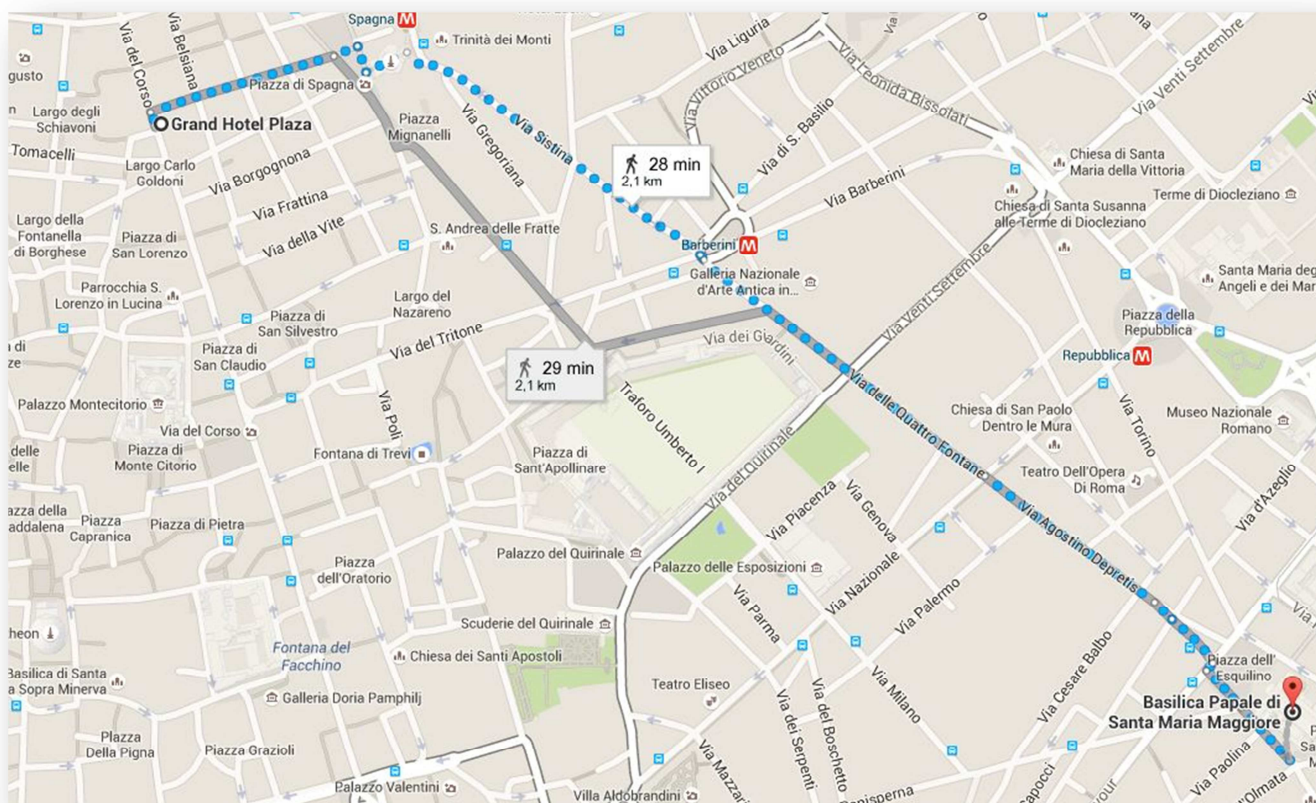 Spagna
Trinità dei Monti
Via Liguria
Via Vittorio Veneto
Via Leonida Bissolati
Via Venti Settembre
Via Venti Settembre
Via del Corso
Via Belsiana
Largo degli
Schiavoni
Piazza di Spagna
Grand Hotel Plaza
Piazza
Mignanelli
Via Sistina
Via di S. Basilio
Tomacelli
Largo Carlo
Goldoni
Via Borgognona
Via Gregoriana
28 min
2,1 km
Chiesa di Santa
Maria della Vittoria
Via Barberini
Terme di Diocleziano
Via Frattina
Chiesa di Santa Susanna
alle Terme di Diocleziano
Largo della
Fontanella
di Borghese
Piazza di
San Lorenzo
Via della Vite
S. Andrea delle Fratte
Barberini
Galleria Nazionale
d'Arte Antica in...
Via Venti Settembre
Santa Maria deg
Angeli e dei Mar
Parrocchia S.
Lorenzo in Lucina
Largo del
Nazareno
Piazza di
San Silvestro
Via del Tritone
Via dei Giardini
Piazza della
Repubblica
Repubblica
Piazza di
San Claudio
29 min
2,1 km
Traforo Umberto I
Via delle Quattro Fontane
Palazzo Montecitorio
Via Poli
Chiesa di San Paolo
Dentro le Mura
Via Torino
Museo Nazionale
Romano
Via del Corso
Piazza di
Monte Citorio
Fontana di Trevi
Piazza di
Sant'Apollinare
Via del Quirinale
Teatro Dell'Opera
Di Roma
Via d'Azeglio
Piazza
Capranica
Piazza di Pietra
Via Piacenza
Via Genova
Via Agostino Depretis
Palazzo del Quirinale
Palazzo delle Esposizioni
Piazza
dell'Oratorio
Via Parma
Via Nazionale
Via Palermo
Scuderie del Quirinale
Fontana del
Facchino
Chiesa dei Santi Apostoli
Via Cesare Balbo
Piazza dell'
Esquilino
Basilica di Santa
a Sopra Minerva
Galleria Doria Pamphilj
Teatro Eliseo
Via Milano
Basilica Papale di
Santa Maria Maggiore
Piazza
Della Pigna
Piazza Grazioli
Via dei Serpenti
Via del Boschetto
Via Paolina
Palazzo Valentini
Via Mazzari
Villa Aldobrandini